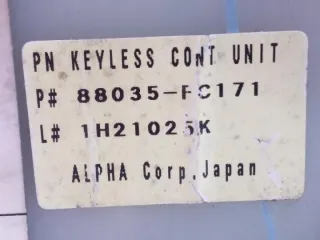 PN KEYLESS CONT UNIT
P# 88035-FC171
L# 1H21025K
ALPHA Corp,Japan